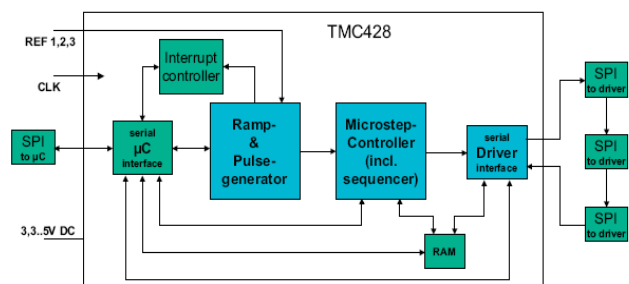 TMC428
REF 1,2,3
CLK
Interrupt
controller
SPI
to µC
serial
µC
interface
Ramp-
&
Pulse-
generator
Microstep-
Controller
(incl.
sequencer)
serial
Driver
interface
SPI
to driver
SPI
to driver
SPI
to driver
RAM
3,3..5V DC